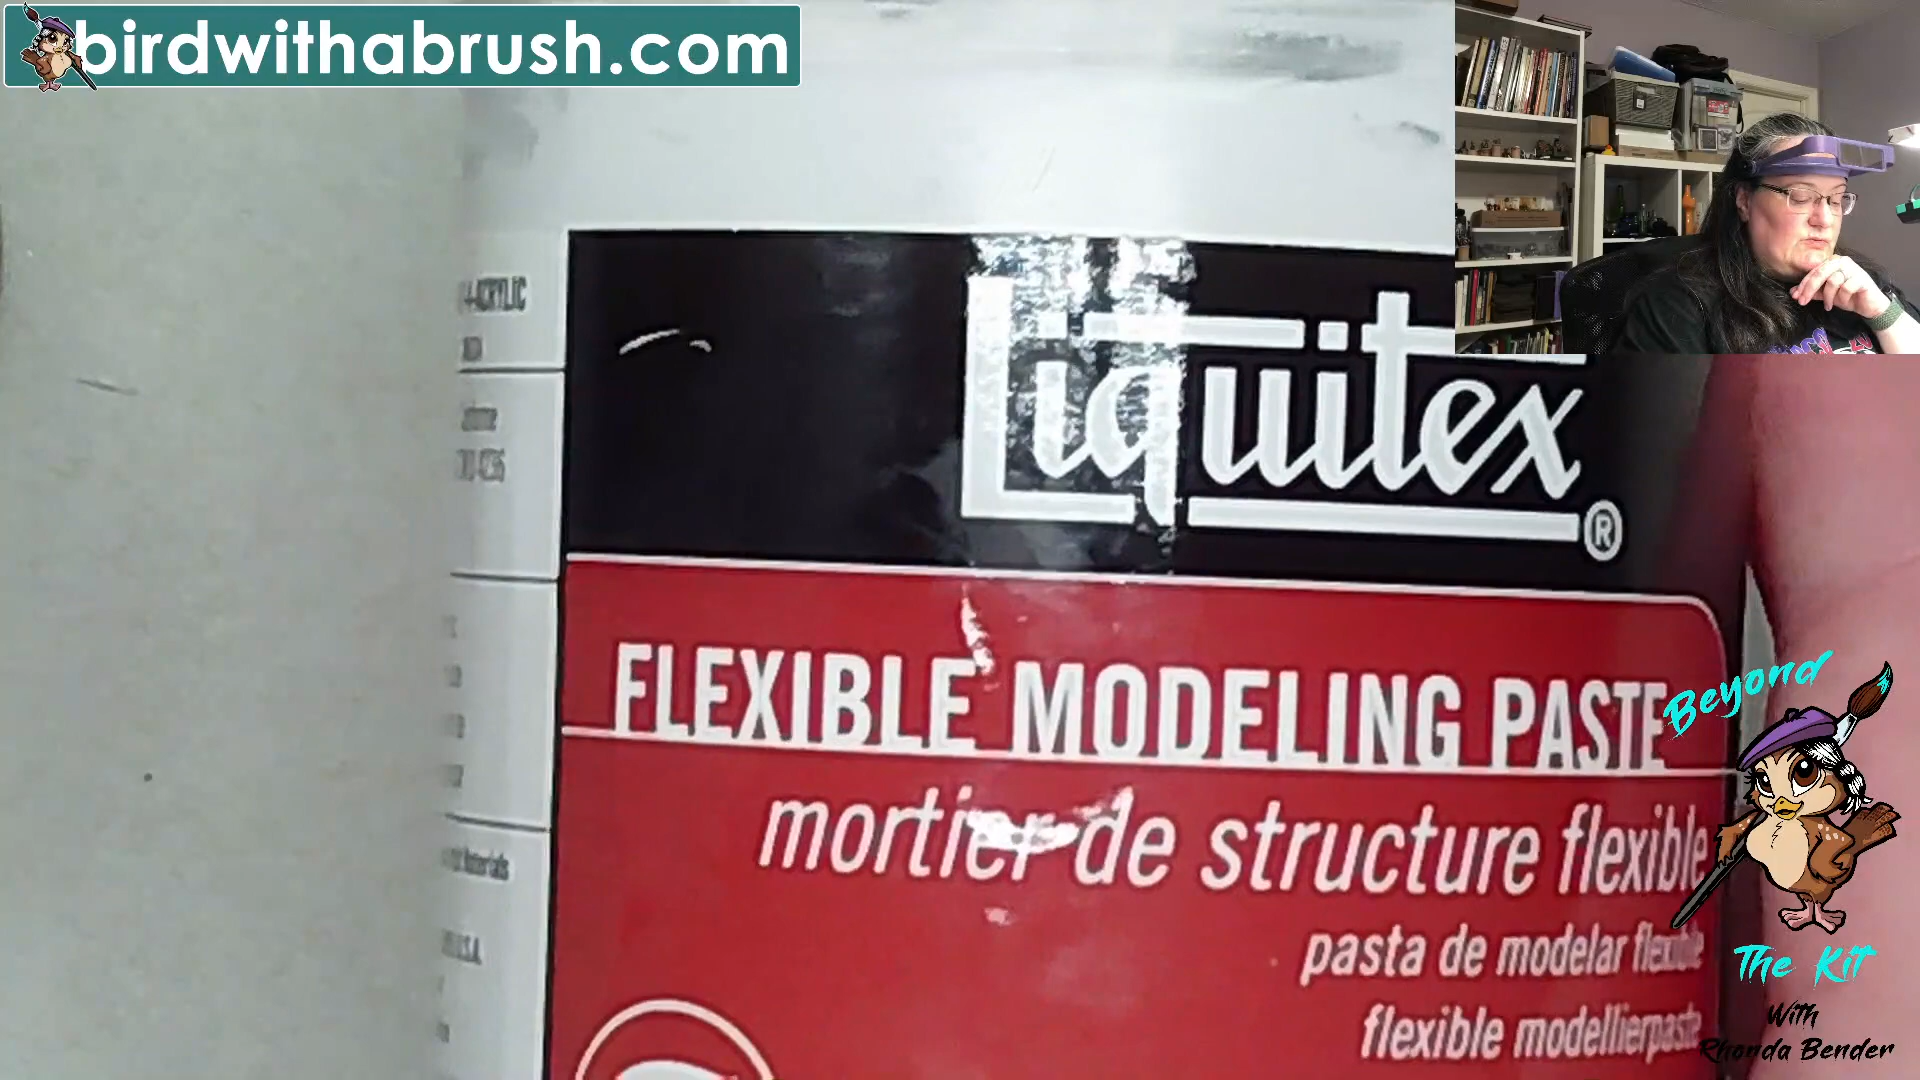 birdwithabrush.com
Liquitex®
FLEXIBLE MODELING PASTE
mortier de structure flexible
pasta de modelar flexible
flexible modellierpaste
Beyond
The Kit
With
Rhonda Bender